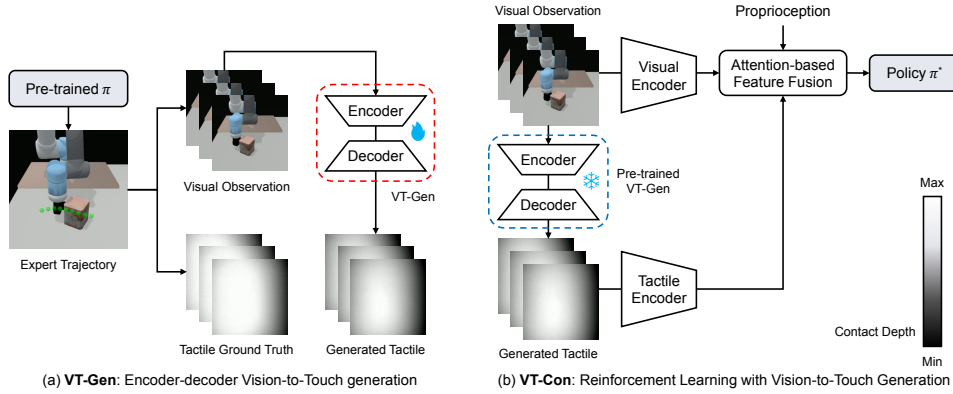 Pre-trained π
Expert Trajectory
Visual Observation
Tactile Ground Truth
Encoder
Decoder
VT-Gen
Generated Tactile
(a) VT-Gen: Encoder-decoder Vision-to-Touch generation
Visual Observation
Visual
Encoder
Proprioception
Attention-based
Feature Fusion
Policy π*
Encoder
Decoder
Pre-trained
VT-Gen
Generated Tactile
Tactile
Encoder
Max
Contact Depth
Min
(b) VT-Con: Reinforcement Learning with Vision-to-Touch Generation